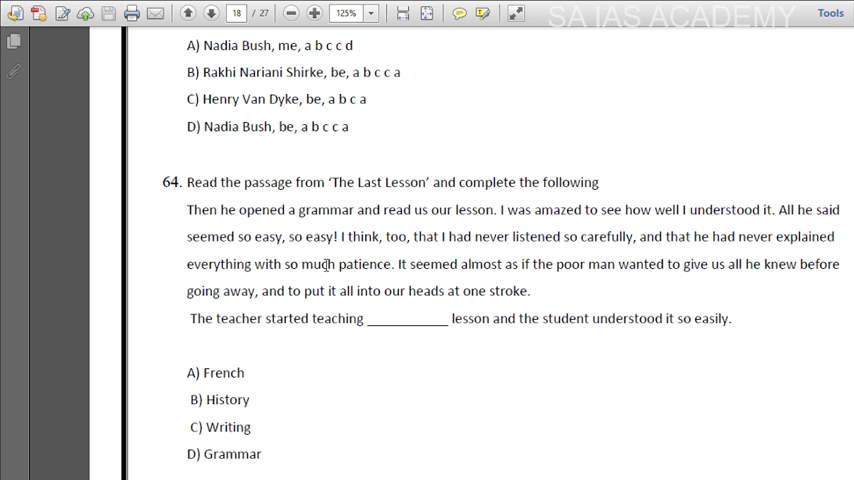 SA IAS ACADEMY
18 / 27
125%
Tools
A) Nadia Bush, me, a b c c d
B) Rakhi Nariani Shirke, be, a b c c a
C) Henry Van Dyke, be, a b c a
D) Nadia Bush, be, a b c c a
64. Read the passage from ‘The Last Lesson’ and complete the following
Then he opened a grammar and read us our lesson. I was amazed to see how well I understood it. All he said
seemed so easy, so easy! I think, too, that I had never listened so carefully, and that he had never explained
everything with so much patience. It seemed almost as if the poor man wanted to give us all he knew before
going away, and to put it all into our heads at one stroke.
The teacher started teaching ____________ lesson and the student understood it so easily.
A) French
B) History
C) Writing
D) Grammar